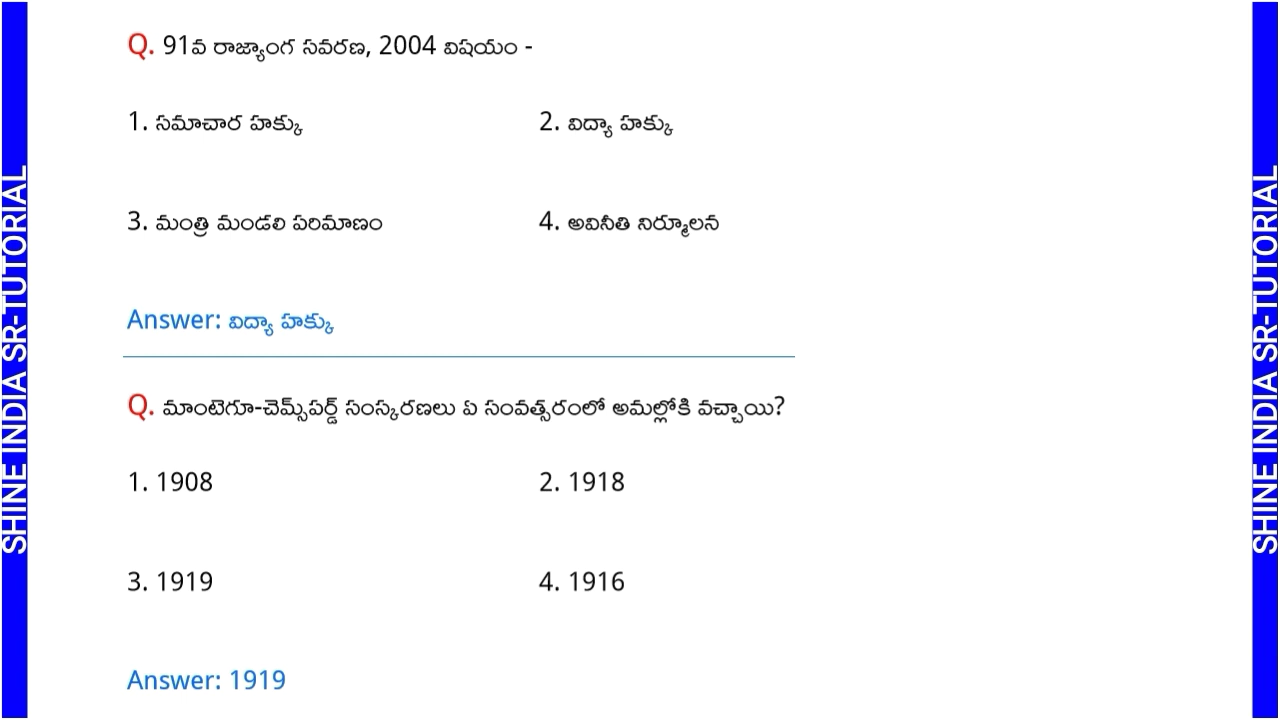 Q. 91వ రాజ్యాంగ సవరణ, 2004 విషయం -
1. సమాచార హక్కు 2. విద్యా హక్కు
3. మంత్రి మండలి పరిమాణం 4. అవినీతి నిర్మూలన
Answer: విద్యా హక్కు
Q. మాంటెగూ-చెమ్స్‌పర్డ్ సంస్కరణలు ఏ సంవత్సరంలో అమల్లోకి వచ్చాయి?
1. 1908 2. 1918
3. 1919 4. 1916
Answer: 1919
SHINE INDIA SR-TUTORIAL
SHINE INDIA SR-TUTORIAL